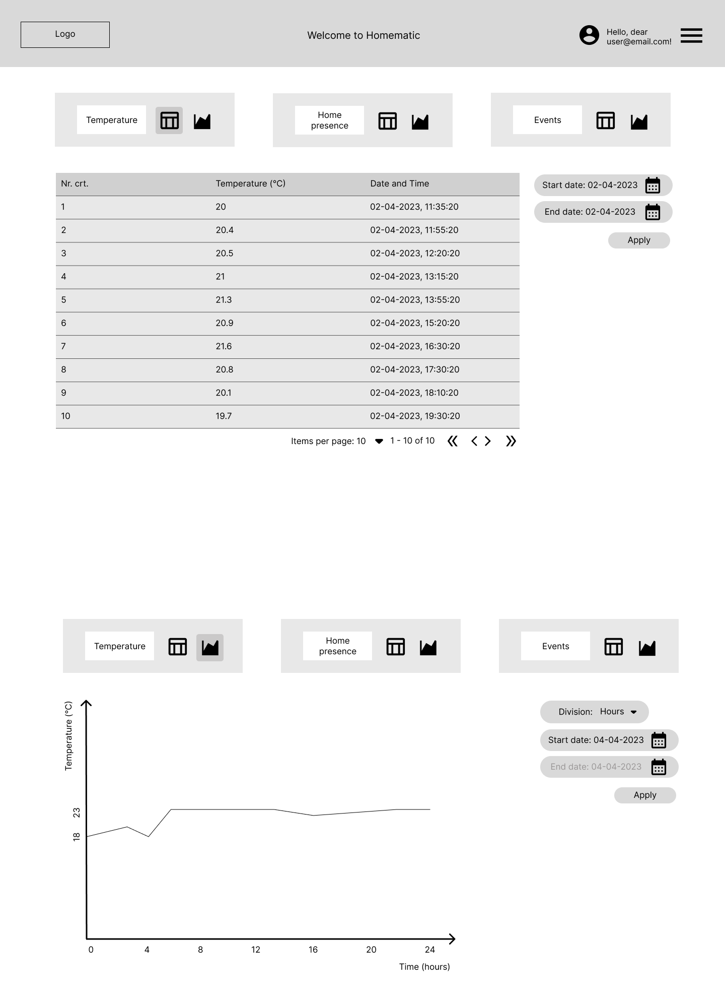 Logo
Welcome to Homematic
Hello, dear
user@email.com!
Temperature
Home
presence
Events
Nr. crt. Temperature (°C) Date and Time
1 20 02-04-2023, 11:35:20
2 20.4 02-04-2023, 11:55:20
3 20.5 02-04-2023, 12:20:20
4 21 02-04-2023, 13:15:20
5 21.3 02-04-2023, 13:55:20
6 20.9 02-04-2023, 15:20:20
7 21.6 02-04-2023, 16:30:20
8 20.8 02-04-2023, 17:30:20
9 20.1 02-04-2023, 18:10:20
10 19.7 02-04-2023, 19:30:20
Items per page: 10 1 - 10 of 10
Start date: 02-04-2023
End date: 02-04-2023
Apply
Temperature
Home
presence
Events
Temperature (°C)
23
18
0 4 8 12 16 20 24
Time (hours)
Division: Hours
Start date: 04-04-2023
End date: 04-04-2023
Apply